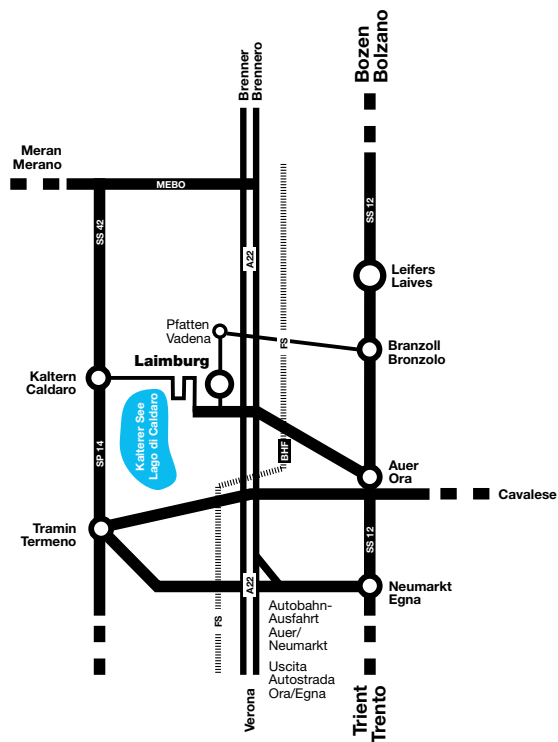 Brenner
Brennero
Bozen
Bolzano
Meran
Merano
MEBO
SS 42
SS 12
A22
Leifers
Laives
Pfatten
Vadena
FS
Branzoll
Bronzolo
Laimburg
Kaltern
Caldaro
Kalterer See
Lago di Caldaro
SP 14
BHF
Auer
Ora
Cavalese
Tramin
Termeno
SS 12
A22
Neumarkt
Egna
FS
Autobahn-
Ausfahrt
Auer/
Neumarkt
Uscita
Autostrada
Ora/Egna
Verona
Trient
Trento